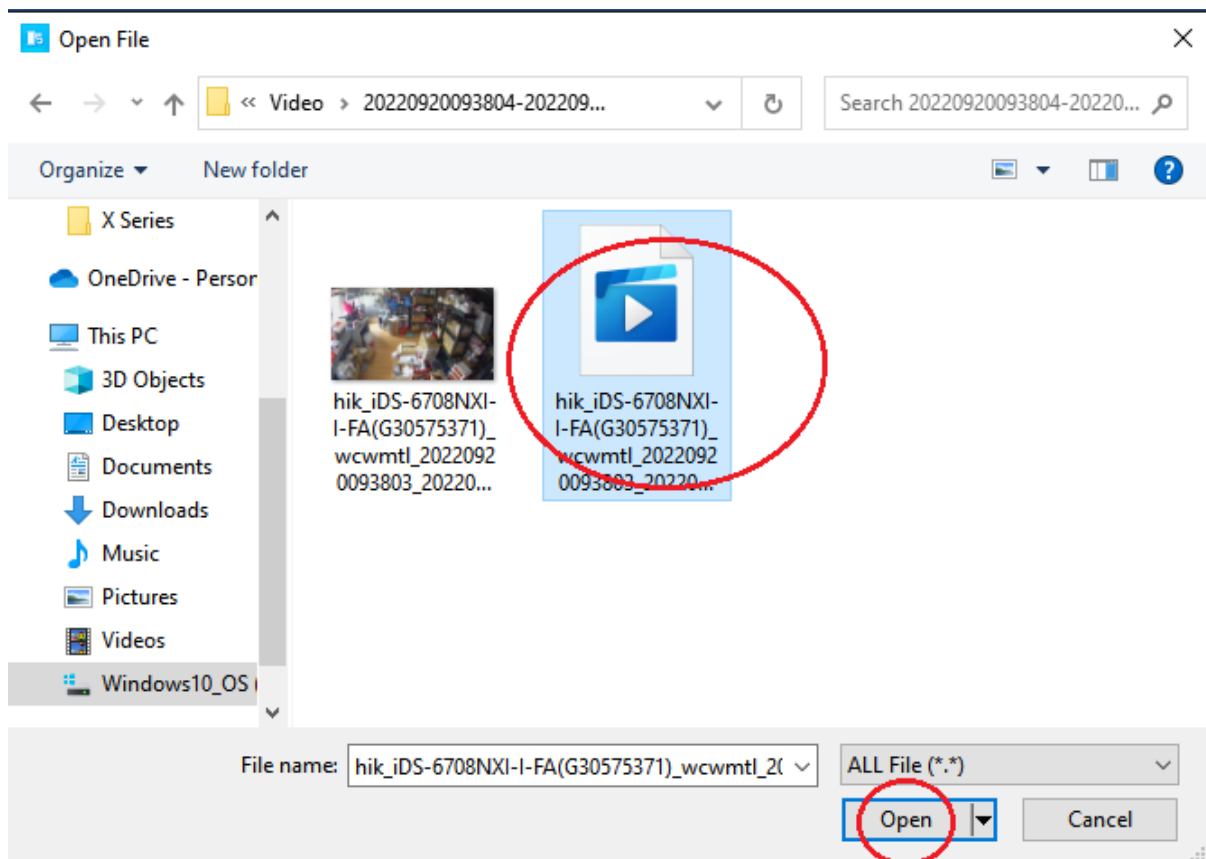 Open File
« Video › 20220920093804-202209...
Search 20220920093804-20220...
Organize
New folder
X Series
OneDrive - Person
This PC
3D Objects
Desktop
Documents
Downloads
Music
Pictures
Videos
Windows10_OS (
hik_iDS-6708NXI-
I-FA(G30575371)_
wcwmtl_2022092
0093803_20220...
hik_iDS-6708NXI-
I-FA(G30575371)_
wcwmtl_2022092
0093803_20220...
File name:
hik_iDS-6708NXI-I-FA(G30575371)_wcwmtl_20
ALL File (*.*)
Open
Cancel